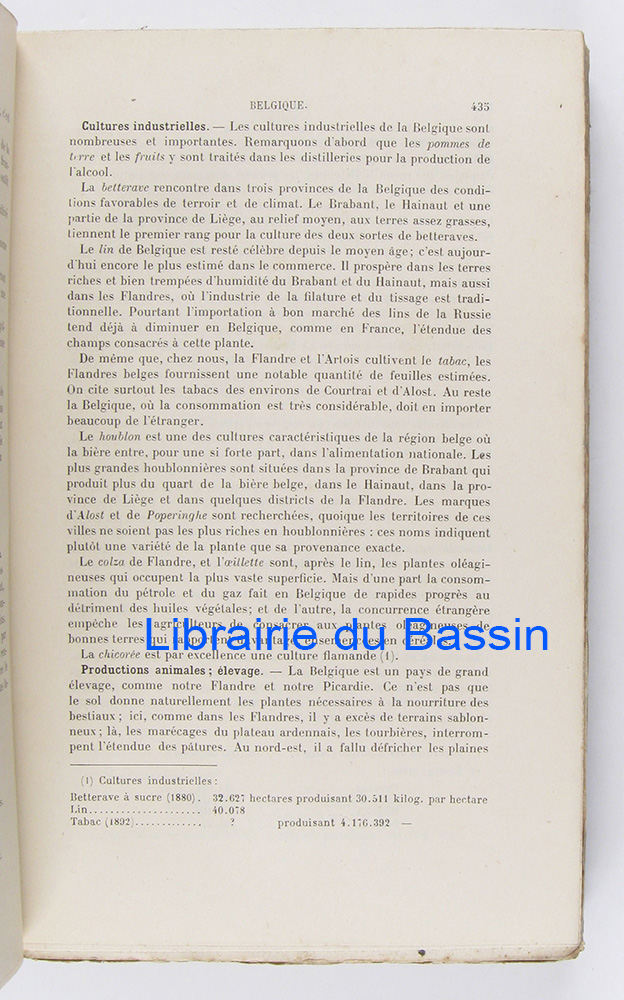 BELGIQUE. 435
Cultures industrielles. — Les cultures industrielles de la Belgique sont
nombreuses et importantes. Remarquons d'abord que les pommes de
terre et les fruits y sont traités dans les distilleries pour la production de
l'alcool.
La betterave rencontre dans trois provinces de la Belgique des condi-
tions favorables de terroir et de climat. Le Brabant, le Hainaut et une
partie de la province de Liège, au relief moyen, aux terres assez grasses,
tiennent le premier rang pour la culture des deux sortes de betteraves.
Le lin de Belgique est resté célèbre depuis le moyen âge; c'est aujour-
d'hui encore le plus estimé dans le commerce. Il prospère dans les terres
riches et bien trempées d'humidité du Brabant et du Hainaut, mais aussi
dans les Flandres, où l'industrie de la filature et du tissage est tradi-
tionnelle. Pourtant l'importation à bon marché des lins de la Russie
tend déjà à diminuer en Belgique, comme en France, l'étendue des
champs consacrés à cette plante.
De même que, chez nous, la Flandre et l'Artois cultivent le tabac, les
Flandres belges fournissent une notable quantité de feuilles estimées.
On cite surtout les tabacs des environs de Courtrai et d'Alost. Au reste
la Belgique, où la consommation est très considérable, doit en importer
beaucoup de l'étranger.
Le houblon est une des cultures caractéristiques de la région belge où
la bière entre, pour une si forte part, dans l'alimentation nationale. Les
plus grandes houblonnières sont situées dans la province de Brabant qui
produit plus du quart de la bière belge, dans le Hainaut, dans la pro-
vince de Liège et dans quelques districts de la Flandre. Les marques
d'Alost et de Poperinghe sont recherchées, quoique les territoires de ces
villes ne soient pas les plus riches en houblonnières : ces noms indiquent
plutôt une variété de la plante que sa provenance exacte.
Le colza de Flandre, et l'œillette sont, après le lin, les plantes oléagi-
neuses qui occupent la plus vaste superficie. Mais d'une part la consom-
mation du pétrole et du gaz fait en Belgique de rapides progrès au
détriment des huiles végétales; et de l'autre, la concurrence étrangère
empêche les agriculteurs de consacrer aux plantes oléagineuses de
bonnes terres qui rapportent davantage, ensemencées en céréales.
Librairie du Bassin
La chicorée est par excellence une culture flamande (1).
Productions animales; élevage. — La Belgique est un pays de grand
élevage, comme notre Flandre et notre Picardie. Ce n'est pas que
le sol donne naturellement les plantes nécessaires à la nourriture des
bestiaux; ici, comme dans les Flandres, il y a excès de terrains sablon-
neux; là, les marécages du plateau ardennais, les tourbières, interrom-
pent l'étendue des pâtures. Au nord-est, il a fallu défricher les plaines
(1) Cultures industrielles :
Betterave à sucre (1880). 32.627 hectares produisant 30.511 kilog. par hectare
Lin..................... 40.078
Tabac (1892)............. ? produisant 4.176.392 —